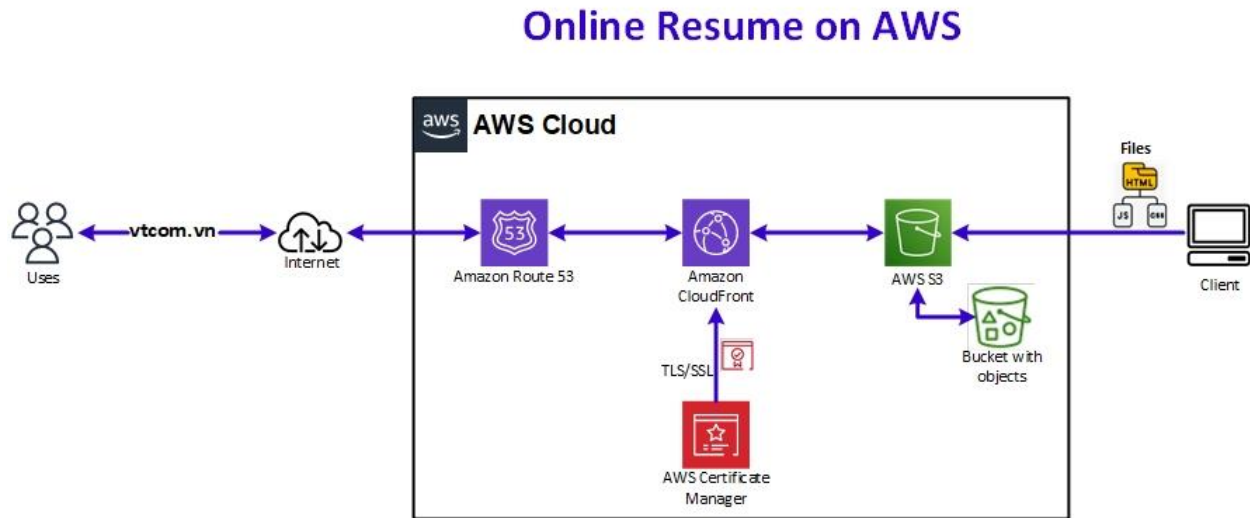 Online Resume on AWS
aws
AWS Cloud
Files
HTML
JS
CSS
vtcom.vn
53
Uses
Internet
Amazon Route 53
Amazon
CloudFront
AWS S3
Client
TLS/SSL
Bucket with
objects
AWS Certificate
Manager